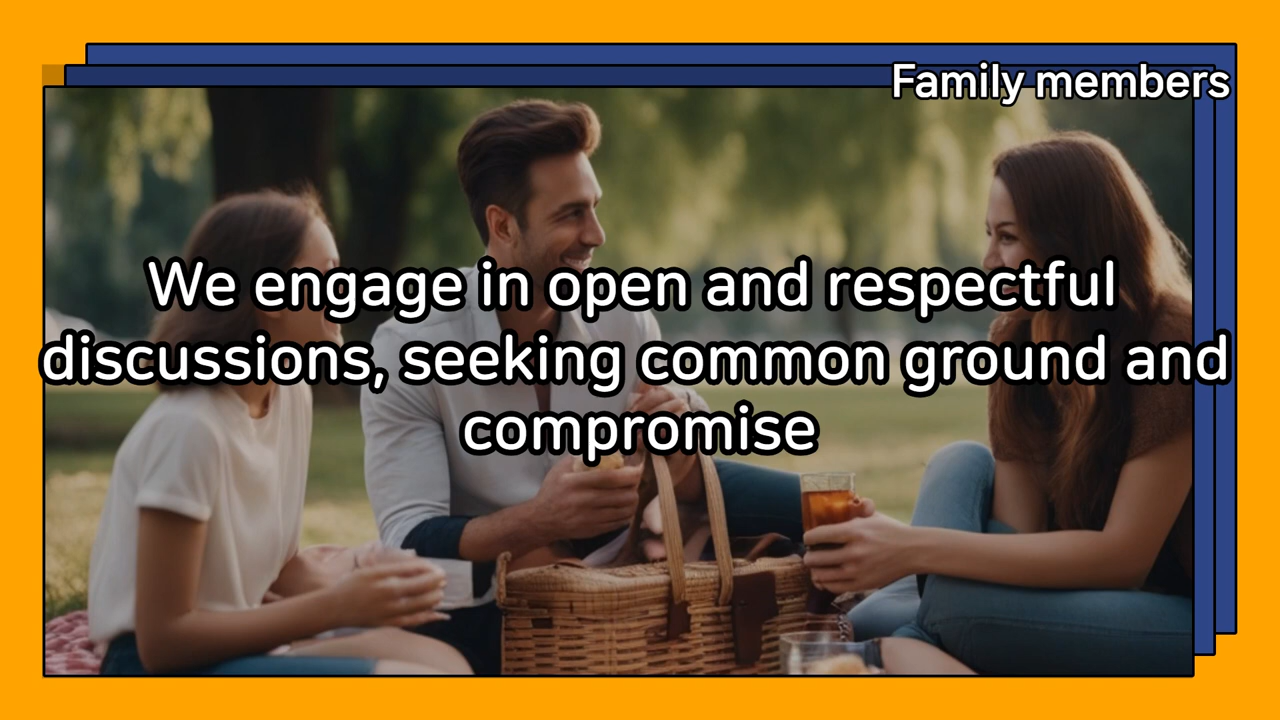 Family members
We engage in open and respectful
discussions, seeking common ground and
compromise